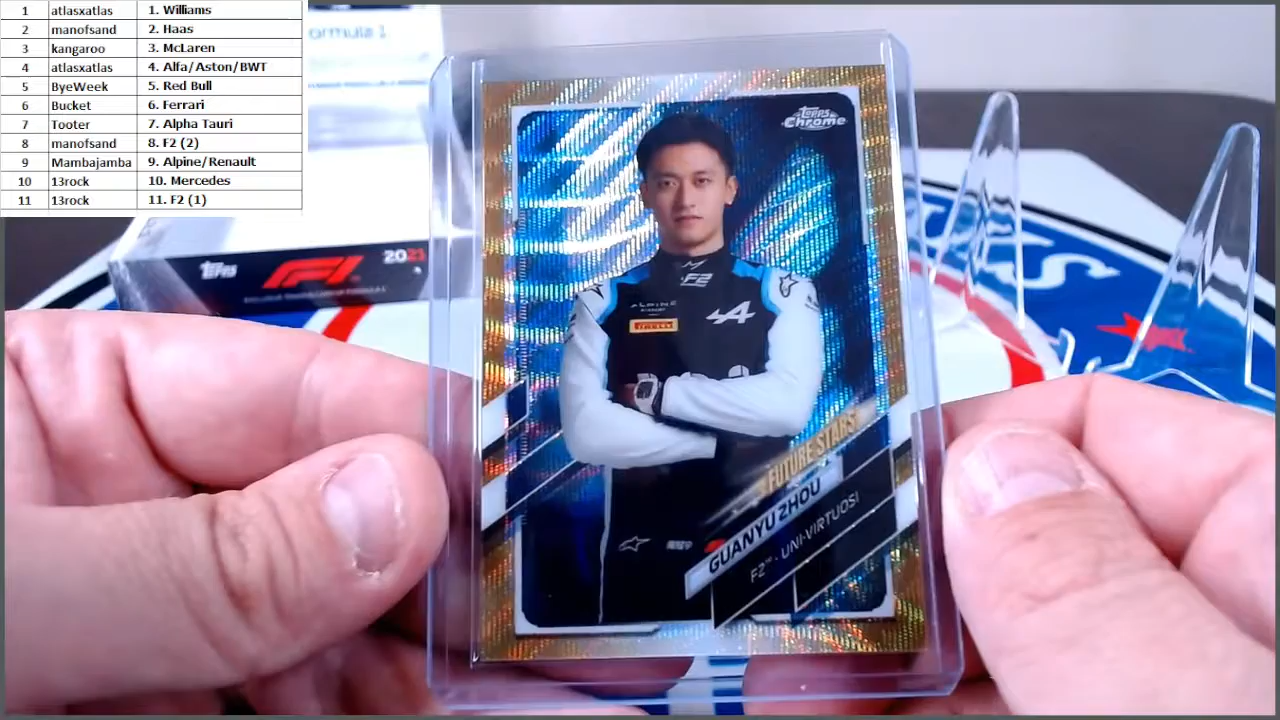 1 atlasxatlas 1. Williams
2 manofsand 2. Haas
3 kangaroo 3. McLaren
4 atlasxatlas 4. Alfa/Aston/BWT
5 ByeWeek 5. Red Bull
6 Bucket 6. Ferrari
7 Tooter 7. Alpha Tauri
8 manofsand 8. F2 (2)
9 Mambajamba 9. Alpine/Renault
10 13rock 10. Mercedes
11 13rock 11. F2 (1)
ormula 1
Topps
Chrome
Topps F1 2021
F2
ALPINE
PIRELLI
FUTURE STARS
GUANYU ZHOU
F2™ - UNI-VIRTUOSI